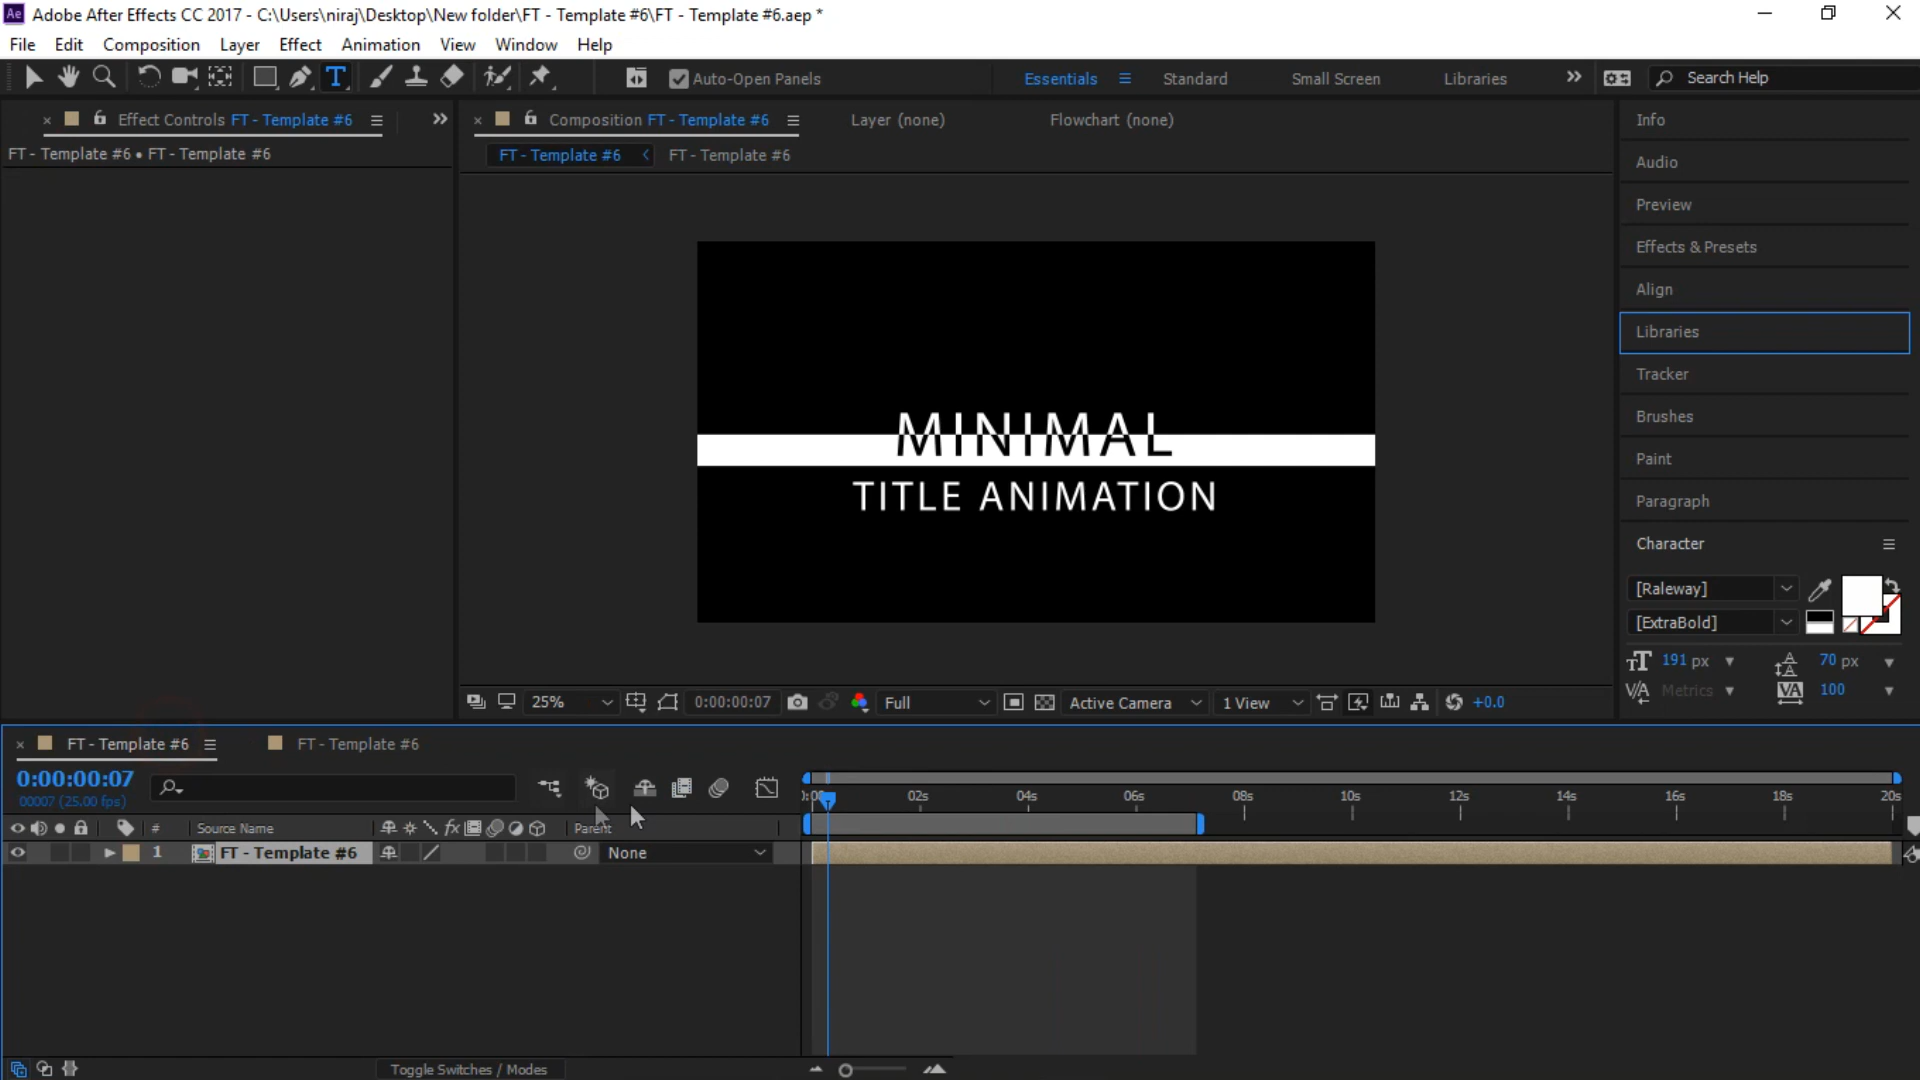 Ae Adobe After Effects CC 2017 - C:\Users\niraj\Desktop\New folder\FT - Template #6\FT - Template #6.aep *
File Edit Composition Layer Effect Animation View Window Help
T Auto-Open Panels Essentials Standard Small Screen Libraries Search Help
Effect Controls FT - Template #6 Composition FT - Template #6 Layer (none) Flowchart (none) Info
FT - Template #6 • FT - Template #6 FT - Template #6 FT - Template #6
Audio
Preview
Effects & Presets
Align
Libraries
Tracker
MINIMAL
Brushes
Paint
TITLE ANIMATION
Paragraph
Character
[Raleway]
[ExtraBold]
191 px 70 px
Metrics 100
25% 0:00:00:07 Full Active Camera 1 View +0.0
FT - Template #6 FT - Template #6
0:00:00:07
00007 (25.00 fps)
02s 04s 06s 08s 10s 12s 14s 16s 18s 20s
# Source Name fx Parent
1 FT - Template #6 None
Toggle Switches / Modes